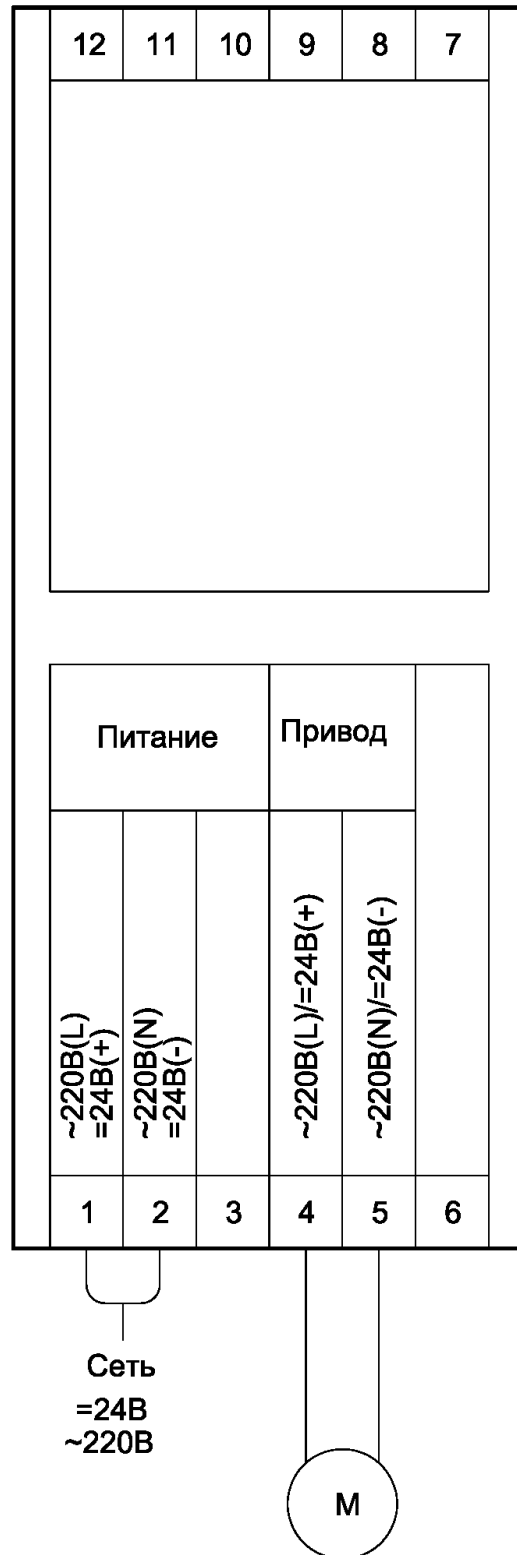 12 11 10 9 8 7
Питание Привод
~220В(L)
=24В(+)
~220В(N)
=24В(-)
~220В(L)/=24В(+)
~220В(N)/=24В(-)
1 2 3 4 5 6
Сеть
=24В
~220В
М